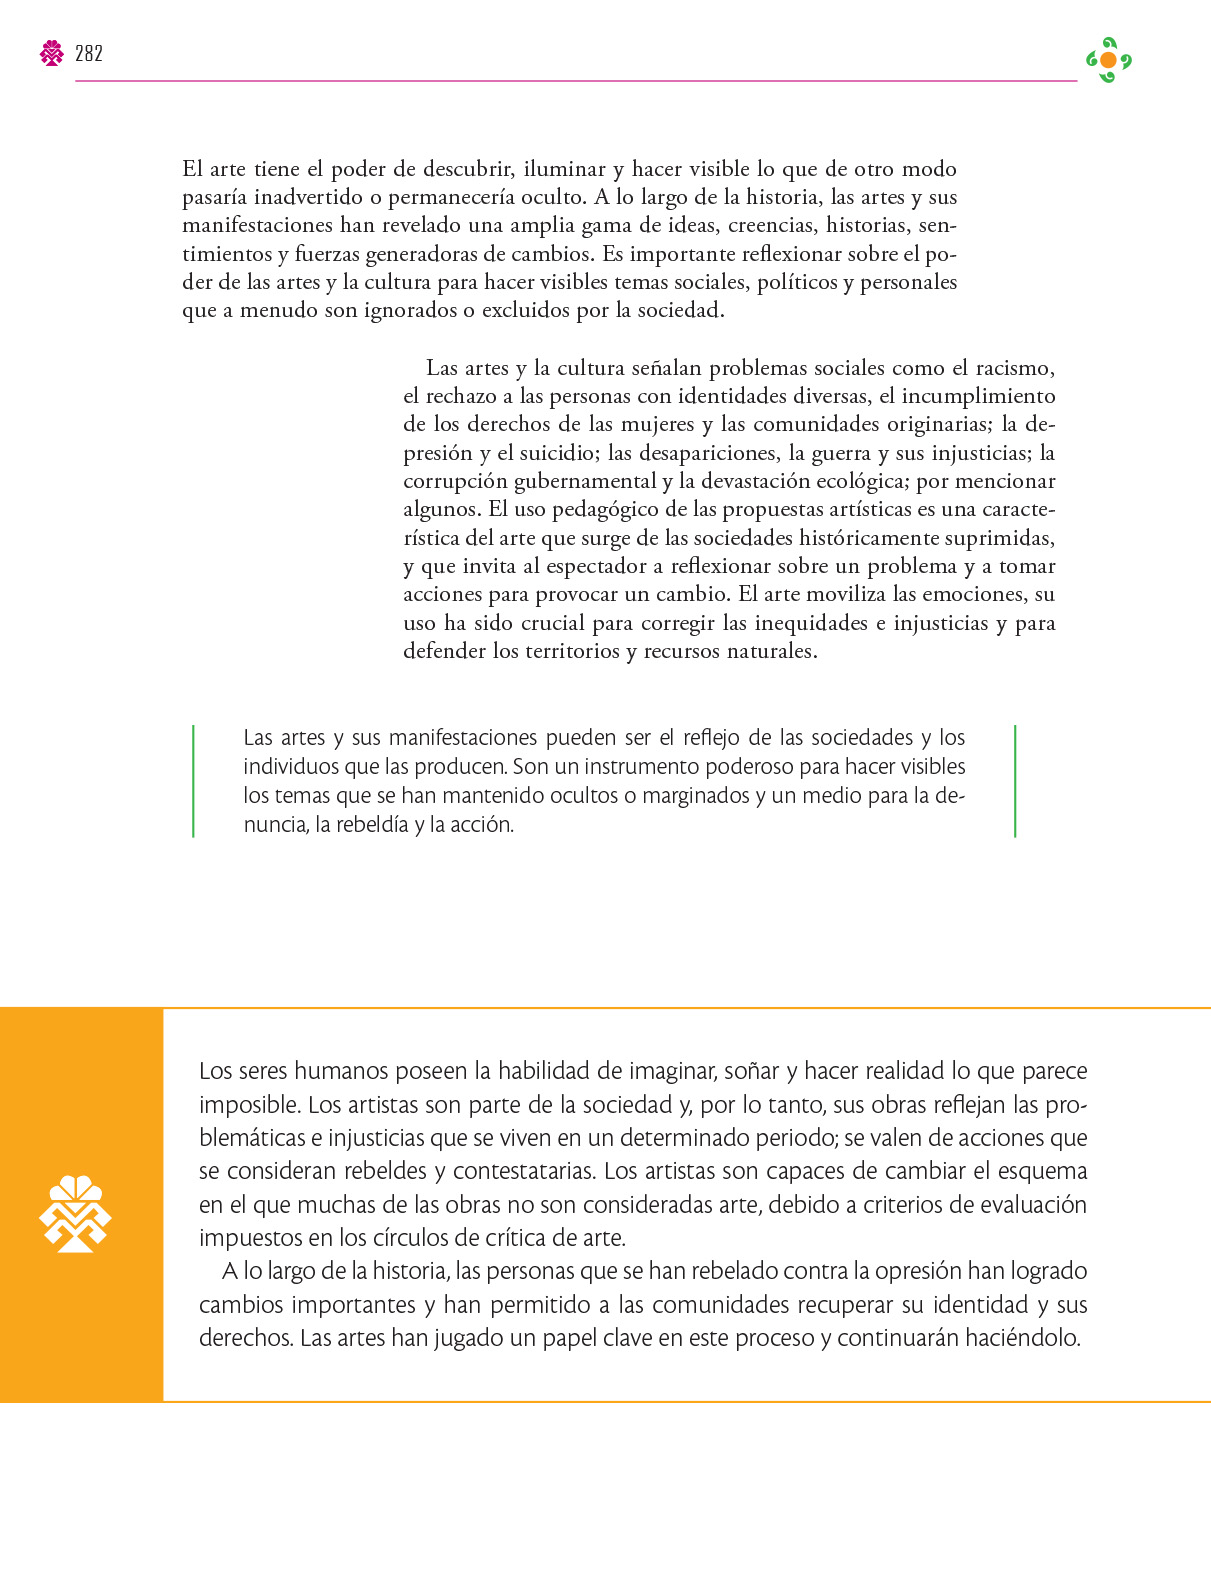 282
El arte tiene el poder de descubrir, iluminar y hacer visible lo que de otro modo
pasaría inadvertido o permanecería oculto. A lo largo de la historia, las artes y sus
manifestaciones han revelado una amplia gama de ideas, creencias, historias, sen-
timientos y fuerzas generadoras de cambios. Es importante reflexionar sobre el po-
der de las artes y la cultura para hacer visibles temas sociales, políticos y personales
que a menudo son ignorados o excluidos por la sociedad.
Las artes y la cultura señalan problemas sociales como el racismo,
el rechazo a las personas con identidades diversas, el incumplimiento
de los derechos de las mujeres y las comunidades originarias; la de-
presión y el suicidio; las desapariciones, la guerra y sus injusticias; la
corrupción gubernamental y la devastación ecológica; por mencionar
algunos. El uso pedagógico de las propuestas artísticas es una caracte-
rística del arte que surge de las sociedades históricamente suprimidas,
y que invita al espectador a reflexionar sobre un problema y a tomar
acciones para provocar un cambio. El arte moviliza las emociones, su
uso ha sido crucial para corregir las inequidades e injusticias y para
defender los territorios y recursos naturales.
Las artes y sus manifestaciones pueden ser el reflejo de las sociedades y los
individuos que las producen. Son un instrumento poderoso para hacer visibles
los temas que se han mantenido ocultos o marginados y un medio para la de-
nuncia, la rebeldía y la acción.
Los seres humanos poseen la habilidad de imaginar, soñar y hacer realidad lo que parece
imposible. Los artistas son parte de la sociedad y, por lo tanto, sus obras reflejan las pro-
blemáticas e injusticias que se viven en un determinado periodo; se valen de acciones que
se consideran rebeldes y contestatarias. Los artistas son capaces de cambiar el esquema
en el que muchas de las obras no son consideradas arte, debido a criterios de evaluación
impuestos en los círculos de crítica de arte.
A lo largo de la historia, las personas que se han rebelado contra la opresión han logrado
cambios importantes y han permitido a las comunidades recuperar su identidad y sus
derechos. Las artes han jugado un papel clave en este proceso y continuarán haciéndolo.